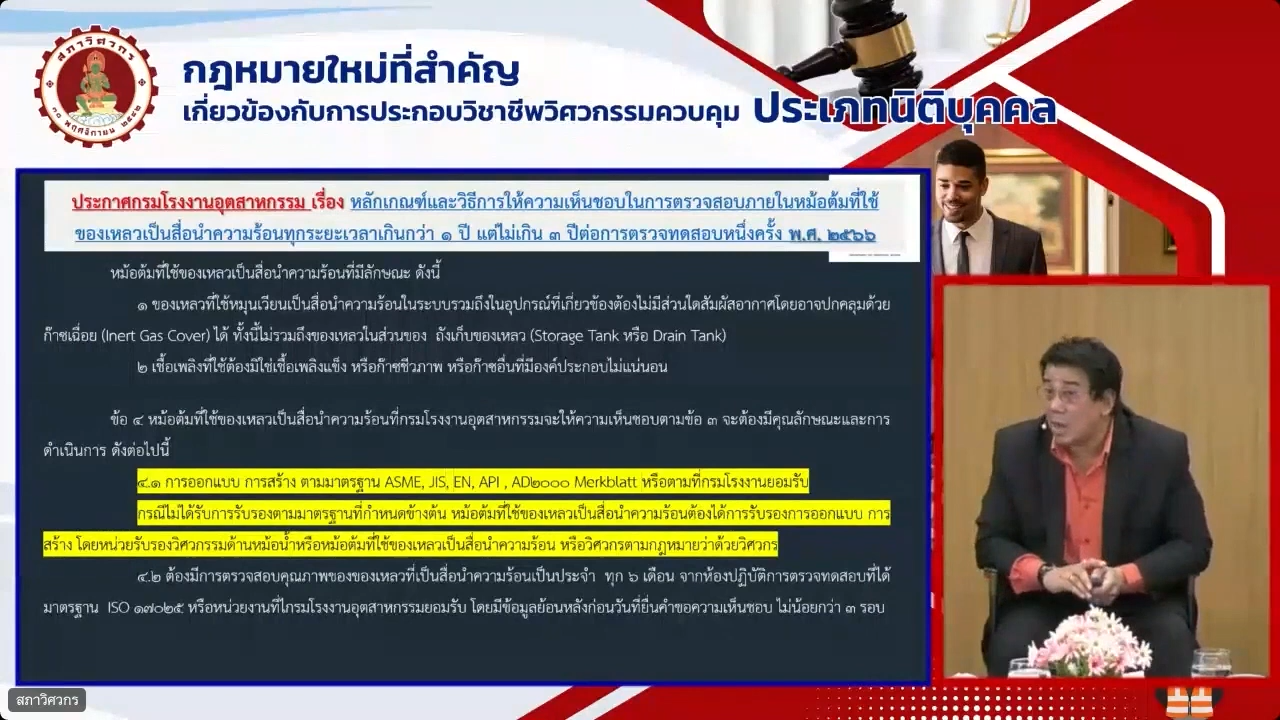 สภาวิศวกร
๓๐ พฤศจิกายน ๒๕๔๒
กฎหมายใหม่ที่สำคัญ
เกี่ยวข้องกับการประกอบวิชาชีพวิศวกรรมควบคุม ประเภทนิติบุคคล
ประกาศกรมโรงงานอุตสาหกรรม เรื่อง หลักเกณฑ์และวิธีการให้ความเห็นชอบในการตรวจสอบภายในหม้อต้มที่ใช้
ของเหลวเป็นสื่อนำความร้อนทุกระยะเวลาเกินกว่า ๑ ปี แต่ไม่เกิน ๓ ปีต่อการตรวจทดสอบหนึ่งครั้ง พ.ศ. ๒๕๖๖
หม้อต้มที่ใช้ของเหลวเป็นสื่อนำความร้อนที่มีลักษณะ ดังนี้
๑ ของเหลวที่ใช้หมุนเวียนเป็นสื่อนำความร้อนในระบบรวมถึงในอุปกรณ์ที่เกี่ยวข้องต้องไม่มีส่วนใดสัมผัสอากาศโดยอาจปกคลุมด้วย
ก๊าซเฉื่อย (Inert Gas Cover) ได้ ทั้งนี้ไม่รวมถึงของเหลวในส่วนของ ถังเก็บของเหลว (Storage Tank หรือ Drain Tank)
๒ เชื้อเพลิงที่ใช้ต้องมิใช่เชื้อเพลิงแข็ง หรือก๊าซชีวภาพ หรือก๊าซอื่นที่มีองค์ประกอบไม่แน่นอน
ข้อ ๔ หม้อต้มที่ใช้ของเหลวเป็นสื่อนำความร้อนที่กรมโรงงานอุตสาหกรรมจะให้ความเห็นชอบตามข้อ ๓ จะต้องมีคุณลักษณะและการ
ดำเนินการ ดังต่อไปนี้
๔.๑ การออกแบบ การสร้าง ตามมาตรฐาน ASME, JIS, EN, API , AD๒๐๐๐ Merkblatt หรือตามที่กรมโรงงานยอมรับ
กรณีไม่ได้รับการรับรองตามมาตรฐานที่กำหนดข้างต้น หม้อต้มที่ใช้ของเหลวเป็นสื่อนำความร้อนต้องได้การรับรองการออกแบบ การ
สร้าง โดยหน่วยรับรองวิศวกรรมด้านหม้อน้ำหรือหม้อต้มที่ใช้ของเหลวเป็นสื่อนำความร้อน หรือวิศวกรตามกฎหมายว่าด้วยวิศวกร
๔.๒ ต้องมีการตรวจสอบคุณภาพของของเหลวที่เป็นสื่อนำความร้อนเป็นประจำ ทุก ๖ เดือน จากห้องปฏิบัติการตรวจทดสอบที่ได้
มาตรฐาน ISO ๑๗๐๒๕ หรือหน่วยงานที่ไกรมโรงงานอุตสาหกรรมยอมรับ โดยมีข้อมูลย้อนหลังก่อนวันที่ยื่นคำขอความเห็นชอบ ไม่น้อยกว่า ๓ รอบ
สภาวิศวกร